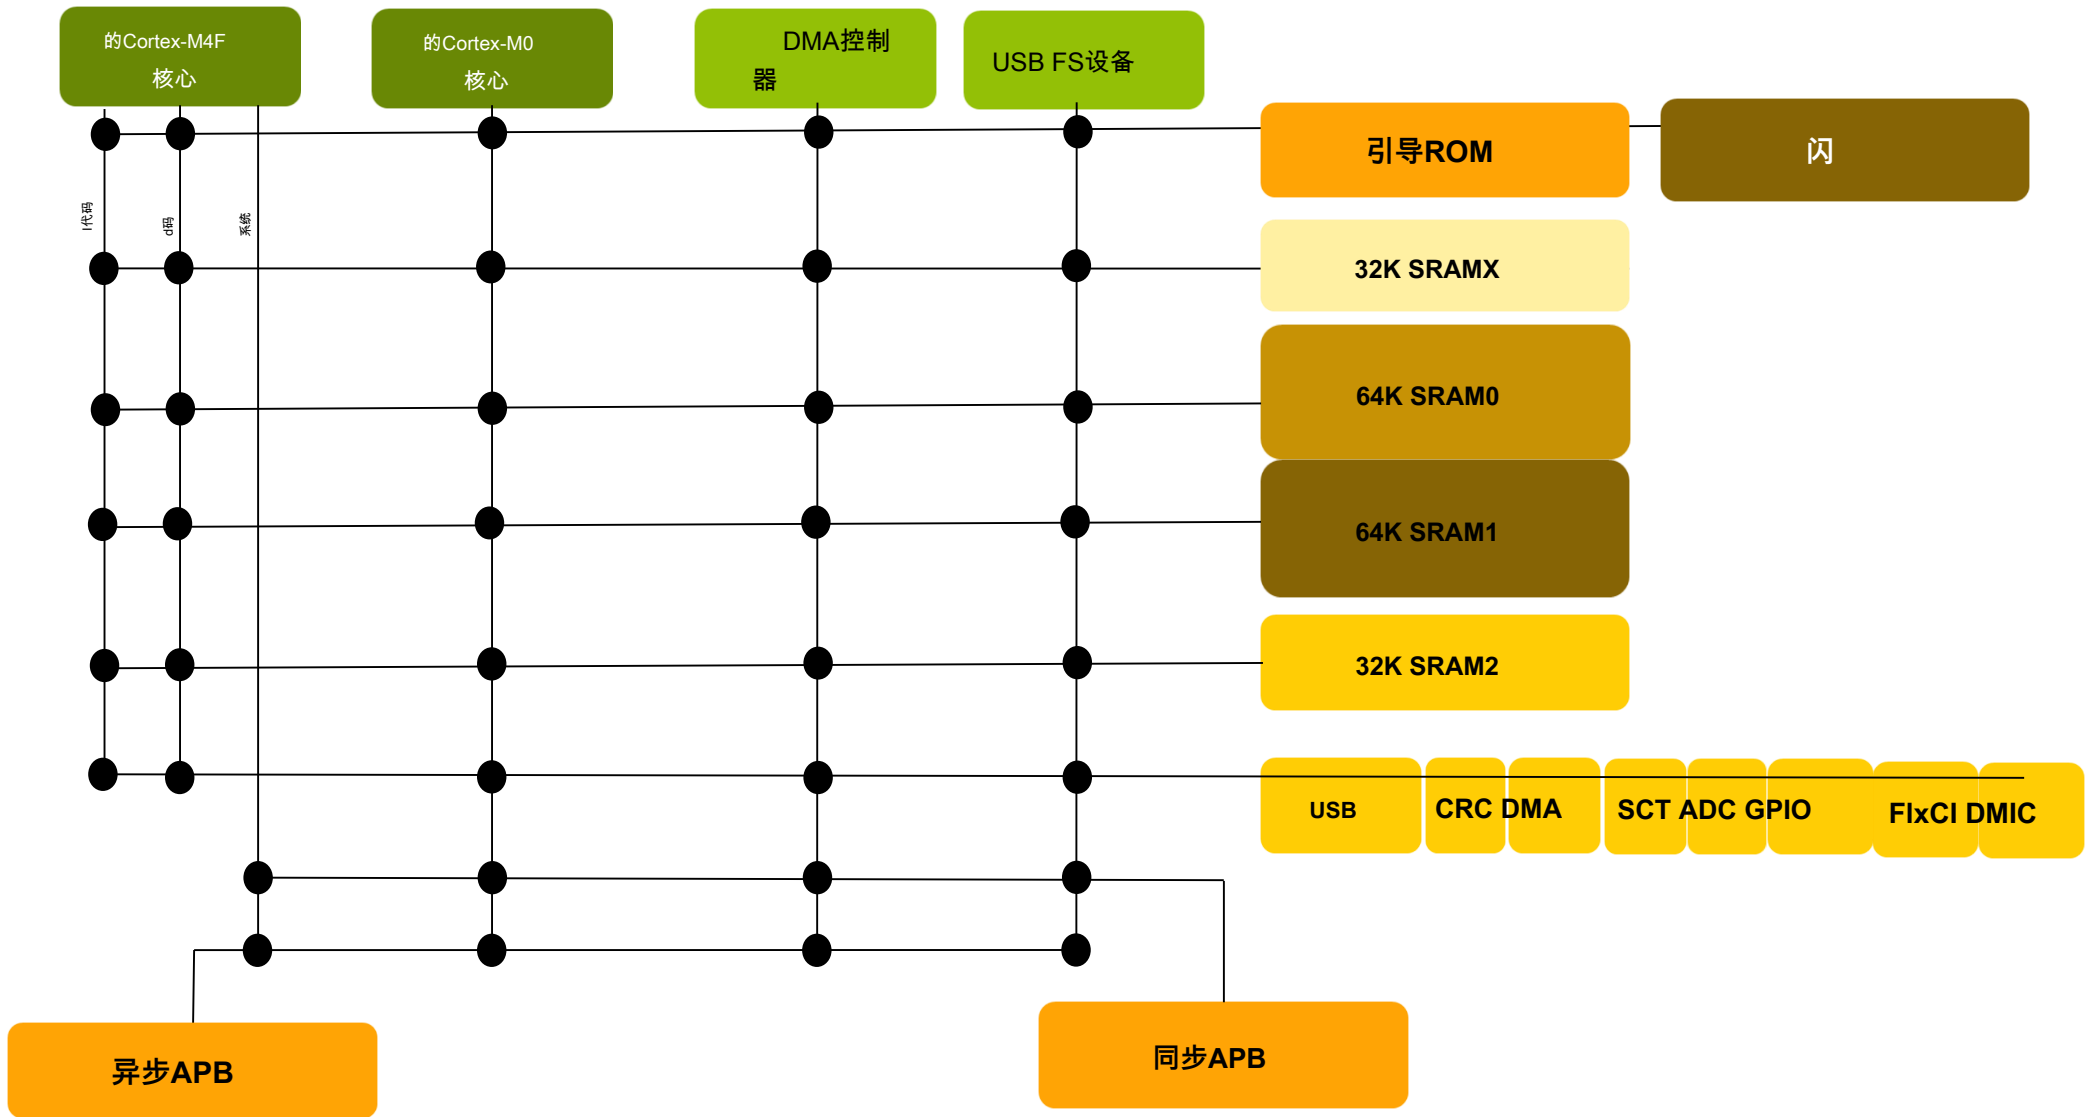 的Cortex-M4F
核心
的Cortex-M0
核心
DMA控制
器
USB FS设备
引导ROM
闪
I代码
d码
系统
32K SRAMX
64K SRAM0
64K SRAM1
32K SRAM2
USB
CRC DMA
SCT ADC GPIO
FlxCl DMIC
异步APB
同步APB